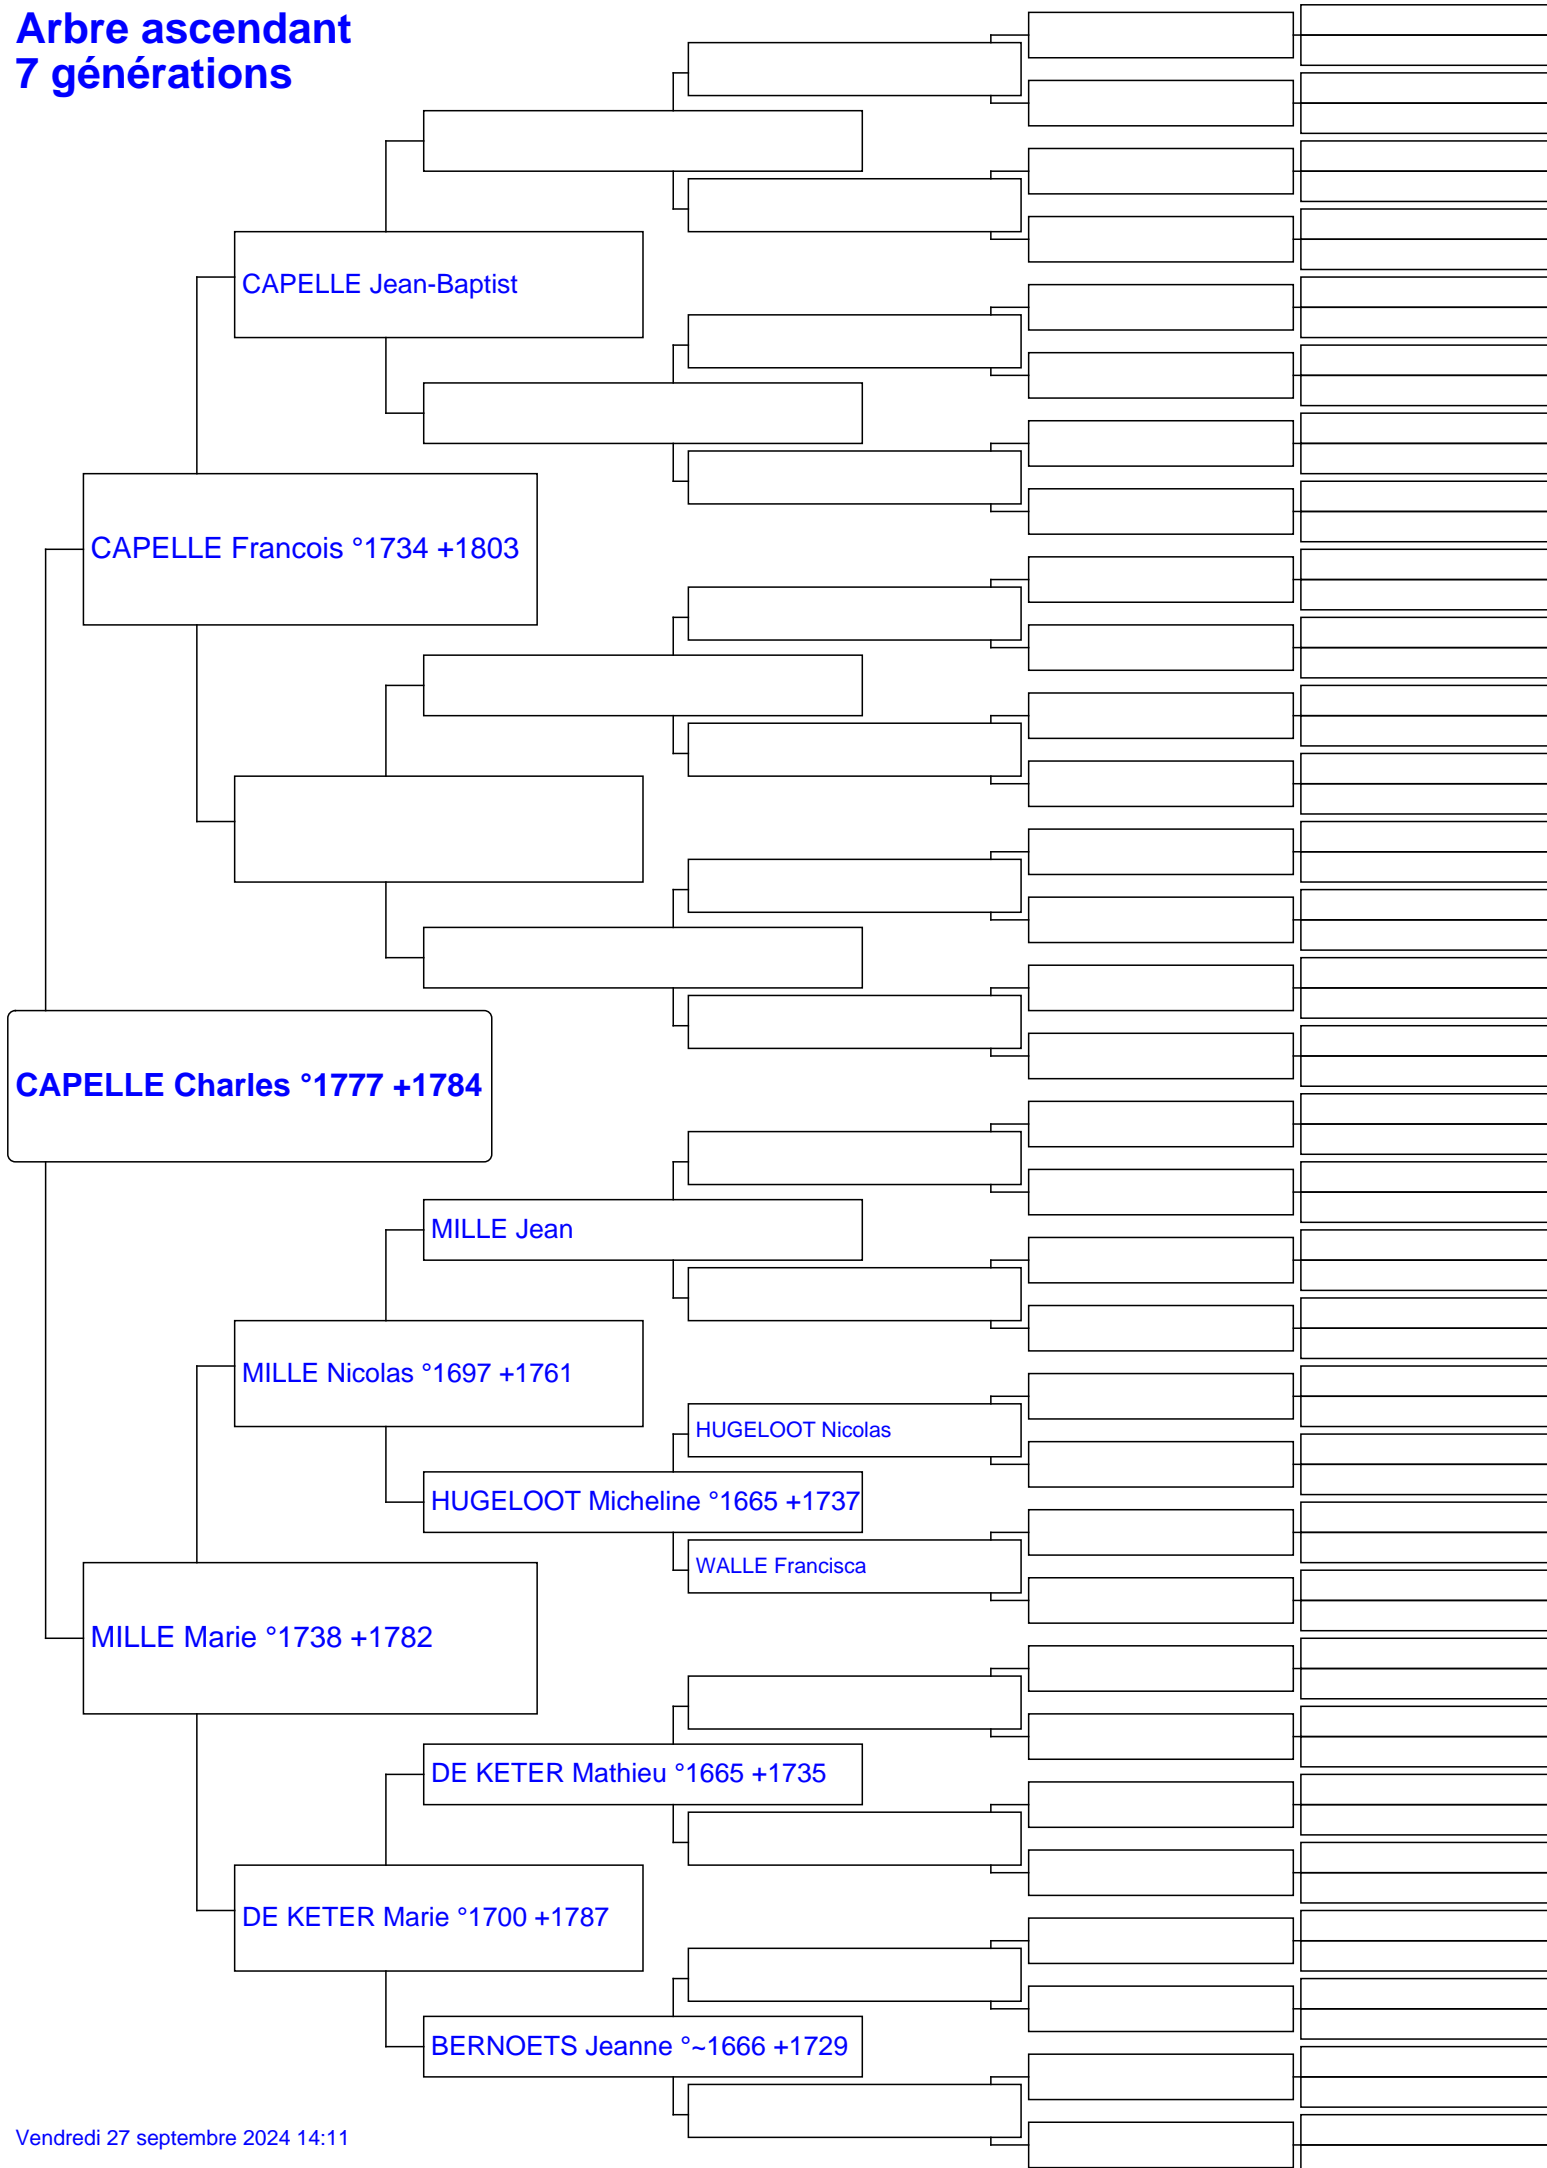 Arbre ascendant
7 générations
CAPELLE Jean-Baptist
CAPELLE Francois °1734 +1803
CAPELLE Charles °1777 +1784
MILLE Jean
MILLE Nicolas °1697 +1761
HUGELOOT Nicolas
HUGELOOT Micheline °1665 +1737
WALLE Francisca
MILLE Marie °1738 +1782
DE KETER Mathieu °1665 +1735
DE KETER Marie °1700 +1787
BERNOETS Jeanne °~1666 +1729
Vendredi 27 septembre 2024 14:11